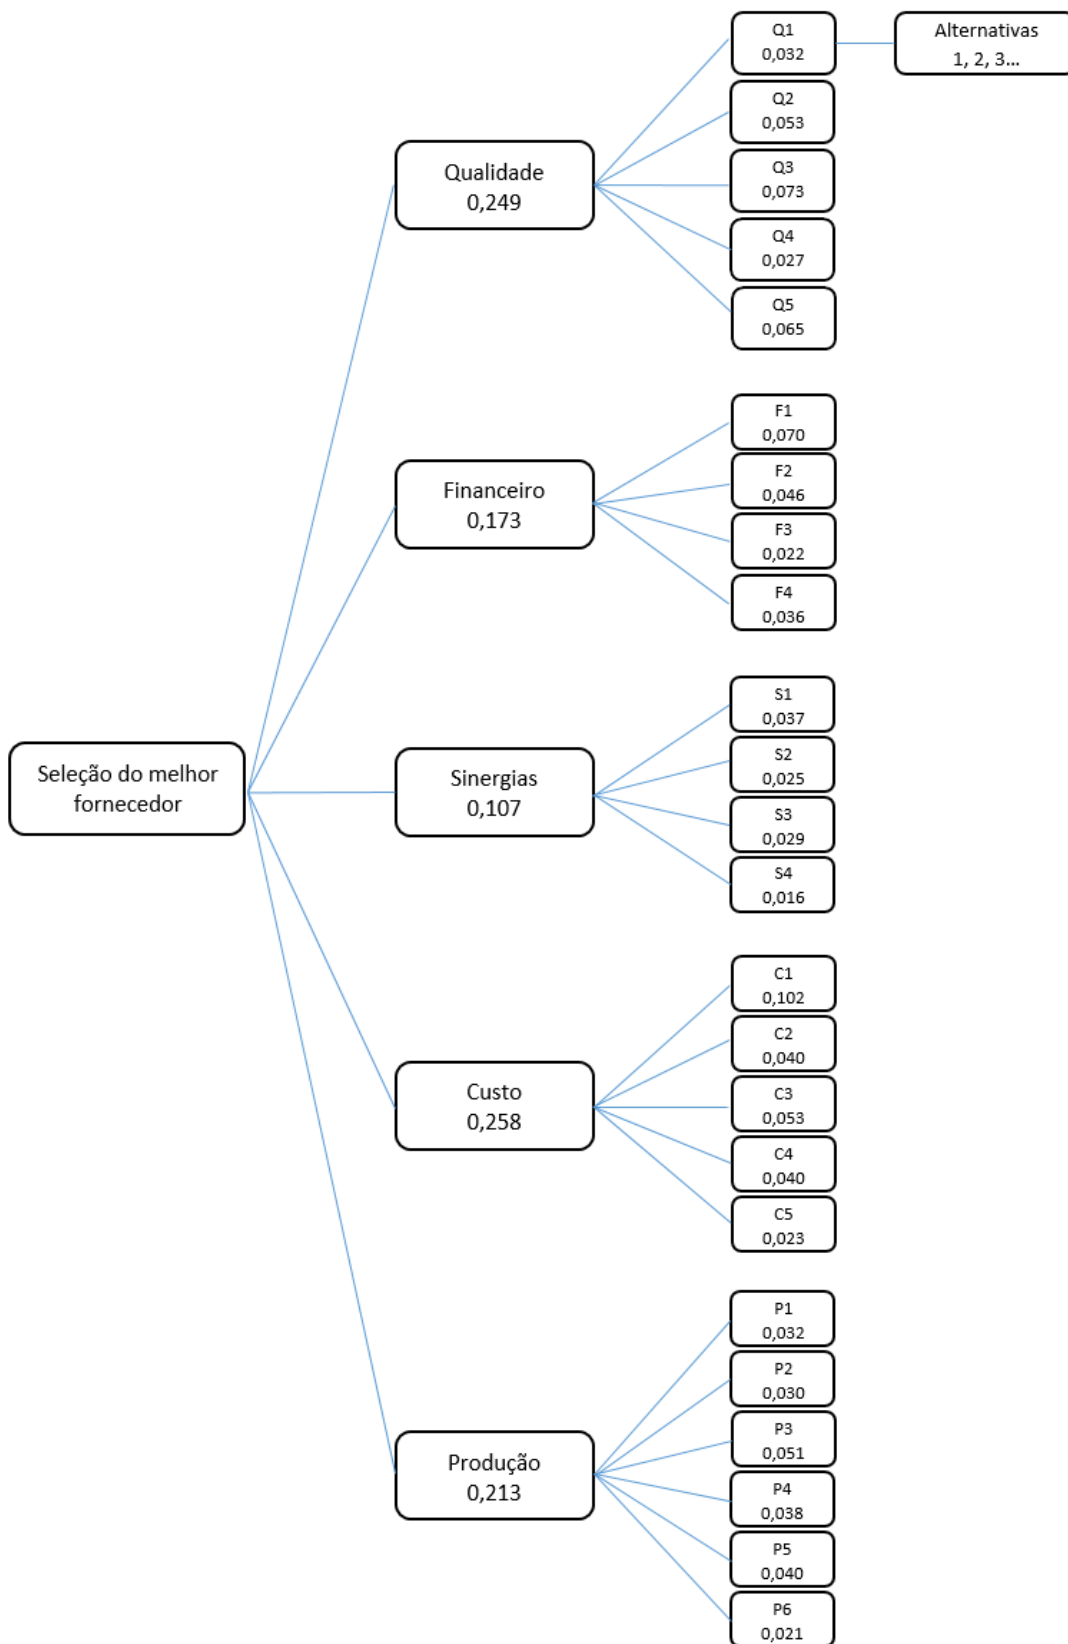 Seleção do melhor
fornecedor
Qualidade
0,249
Q1
0,032
Alternativas
1, 2, 3...
Q2
0,053
Q3
0,073
Q4
0,027
Q5
0,065
Financeiro
0,173
F1
0,070
F2
0,046
F3
0,022
F4
0,036
Sinergias
0,107
S1
0,037
S2
0,025
S3
0,029
S4
0,016
Custo
0,258
C1
0,102
C2
0,040
C3
0,053
C4
0,040
C5
0,023
Produção
0,213
P1
0,032
P2
0,030
P3
0,051
P4
0,038
P5
0,040
P6
0,021